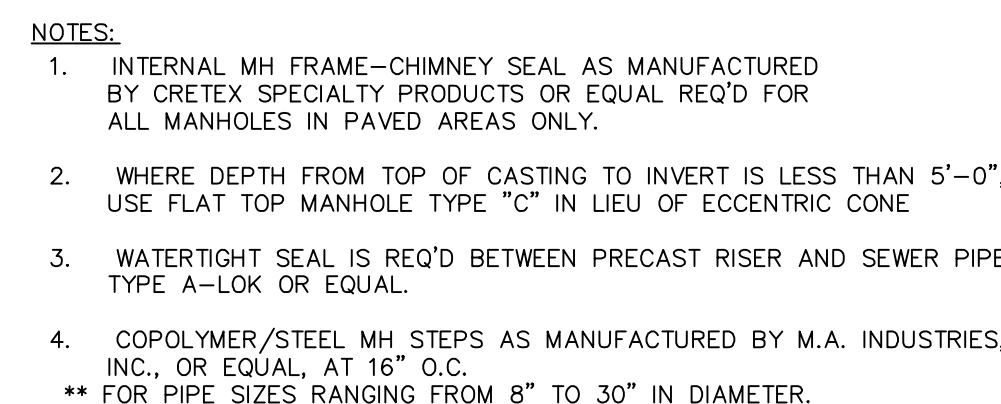 NOTES:
1. INTERNAL MH FRAME-CHIMNEY SEAL AS MANUFACTURED
BY CRETEX SPECIALTY PRODUCTS OR EQUAL REQ'D FOR
ALL MANHOLES IN PAVED AREAS ONLY.
2. WHERE DEPTH FROM TOP OF CASTING TO INVERT IS LESS THAN 5'-0",
USE FLAT TOP MANHOLE TYPE "C" IN LIEU OF ECCENTRIC CONE
3. WATERTIGHT SEAL IS REQ'D BETWEEN PRECAST RISER AND SEWER PIPE
TYPE A-LOK OR EQUAL.
4. COPOLYMER/STEEL MH STEPS AS MANUFACTURED BY M.A. INDUSTRIES,
INC., OR EQUAL, AT 16" O.C.
** FOR PIPE SIZES RANGING FROM 8" TO 30" IN DIAMETER.